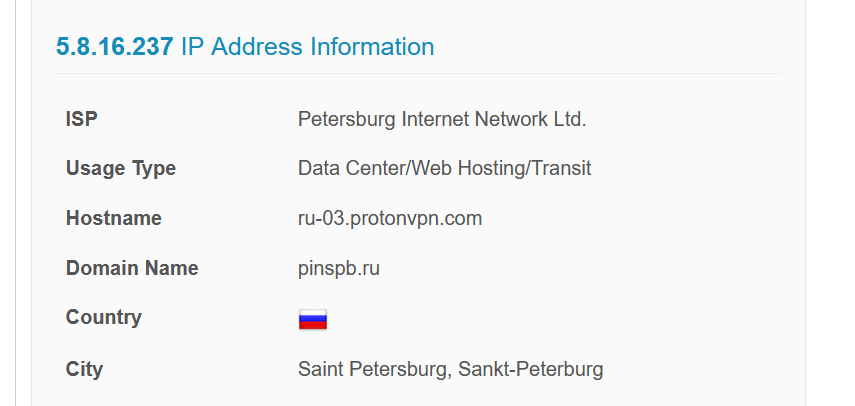 5.8.16.237 IP Address Information
ISP Petersburg Internet Network Ltd.
Usage Type Data Center/Web Hosting/Transit
Hostname ru-03.protonvpn.com
Domain Name pinspb.ru
Country
City Saint Petersburg, Sankt-Peterburg